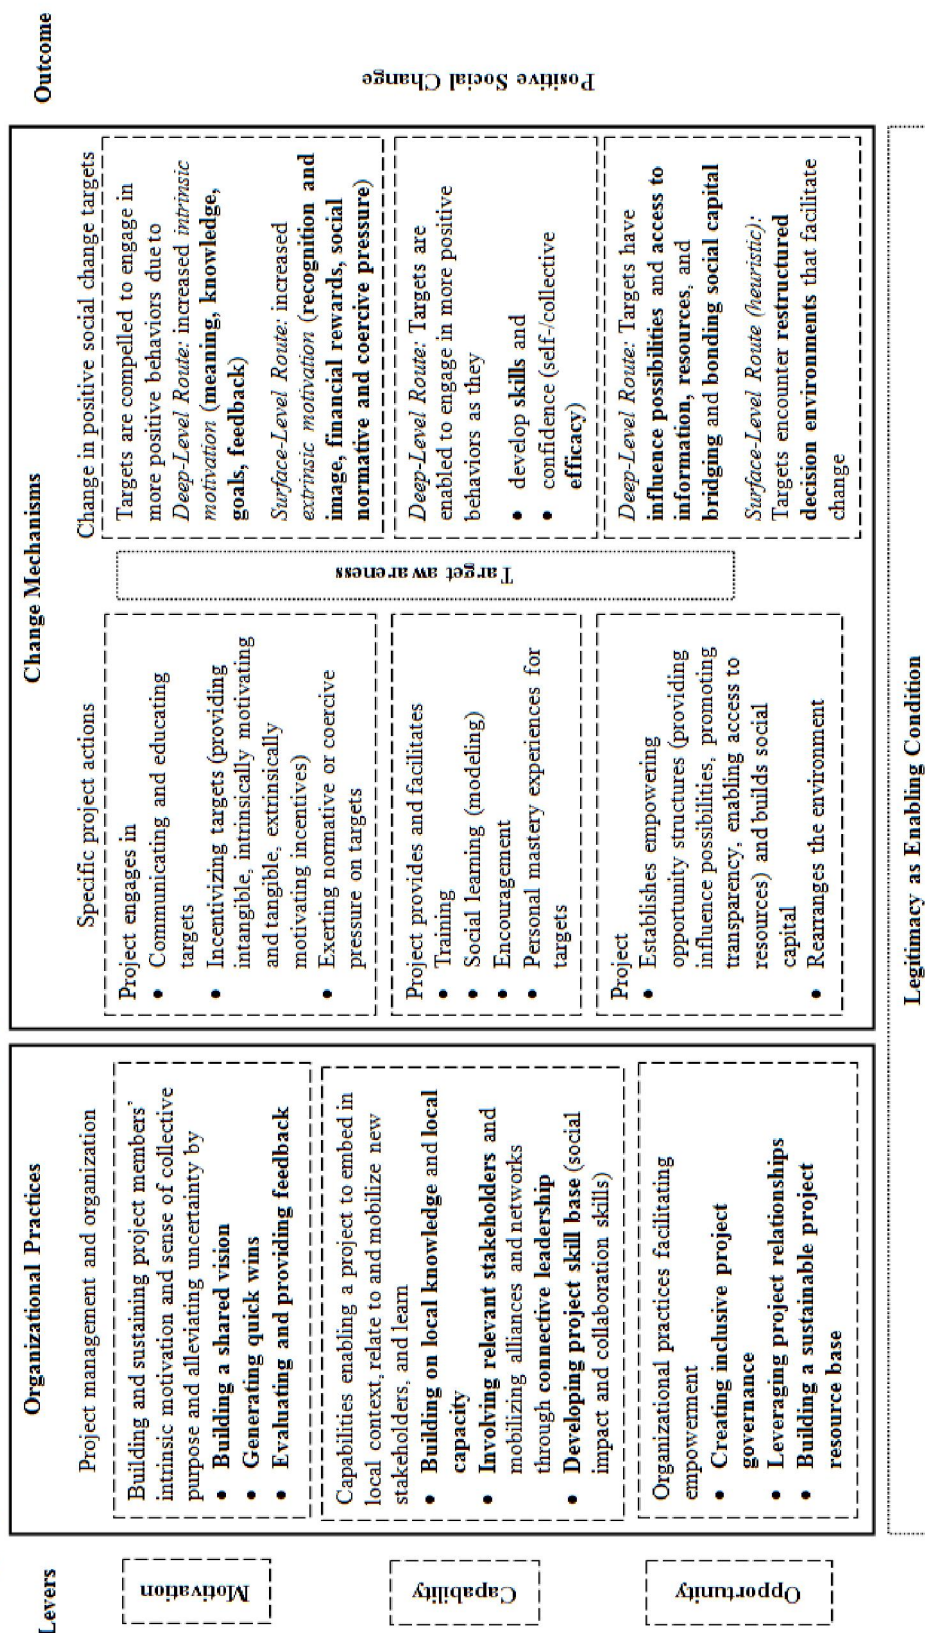 Levers
Motivation
Capability
Opportunity
Organizational Practices
Project management and organization
Building and sustaining project members'
intrinsic motivation and sense of collective
purpose and alleviating uncertainty by
• Building a shared vision
• Generating quick wins
• Evaluating and providing feedback
Capabilities enabling a project to embed in
local context, relate to and mobilize new
stakeholders, and learn
• Building on local knowledge and local
capacity
• Involving relevant stakeholders and
mobilizing alliances and networks
through connective leadership
• Developing project skill base (social
impact and collaboration skills)
Organizational practices facilitating
empowerment
• Creating inclusive project
governance
• Leveraging project relationships
• Building a sustainable project
resource base
Change Mechanisms
Specific project actions
Project engages in
• Communicating and educating
targets
• Incentivizing targets (providing
intangible, intrinsically motivating
and tangible, extrinsically
motivating incentives)
• Exerting normative or coercive
pressure on targets
Project provides and facilitates
• Training
• Social learning (modeling)
• Encouragement
• Personal mastery experiences for
targets
Project
• Establishes empowering
opportunity structures (providing
influence possibilities, promoting
transparency, enabling access to
resources) and builds social
capital
• Rearranges the environment
Target awareness
Change in positive social change targets
Targets are compelled to engage in
more positive behaviors due to
Deep-Level Route: increased intrinsic
motivation (meaning, knowledge,
goals, feedback)
Surface-Level Route: increased
extrinsic motivation (recognition and
image, financial rewards, social
normative and coercive pressure)
Deep-Level Route: Targets are
enabled to engage in more positive
behaviors as they
• develop skills and
• confidence (self-/collective
efficacy)
Deep-Level Route: Targets have
influence possibilities and access to
information, resources, and
bridging and bonding social capital
Surface-Level Route (heuristic):
Targets encounter restructured
decision environments that facilitate
change
Outcome
Positive Social Change
Legitimacy as Enabling Condition